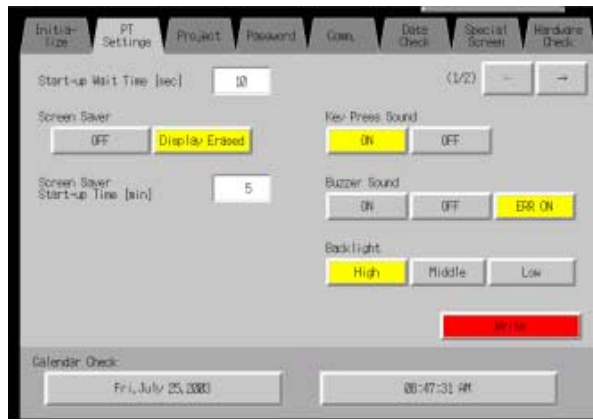 Initia-
lize
PT
Settings
Project
Password
Comm.
Data
Check
Special
Screen
Hardware
Check
Start-up Wait Time [sec]
10
(1/2)
←
→
Screen Saver
OFF
Display Erased
Key Press Sound
ON
OFF
Screen Saver
Start-up Time [min]
5
Buzzer Sound
ON
OFF
ERR ON
Backlight
High
Middle
Low
Write
Calendar Check
Fri,July 25,2003
08:47:31 AM